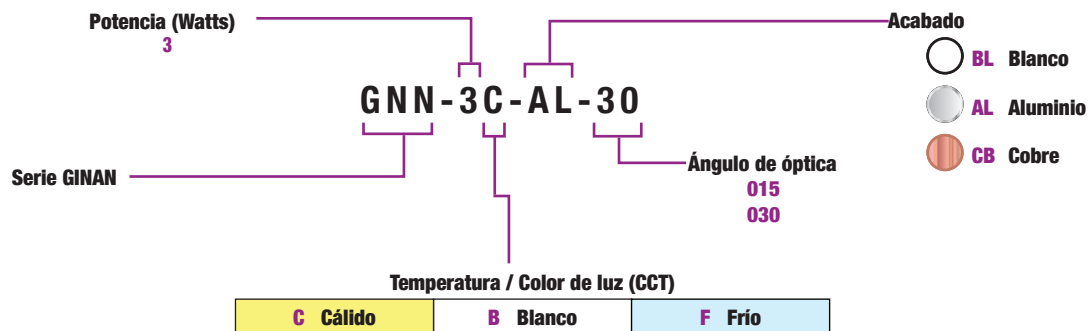 Potencia (Watts)
3
Acabado
BL Blanco
AL Aluminio
CB Cobre
GNN-3C-AL-30
Serie GINAN
Ángulo de óptica
015
030
Temperatura / Color de luz (CCT)
C Cálido
B Blanco
F Frío